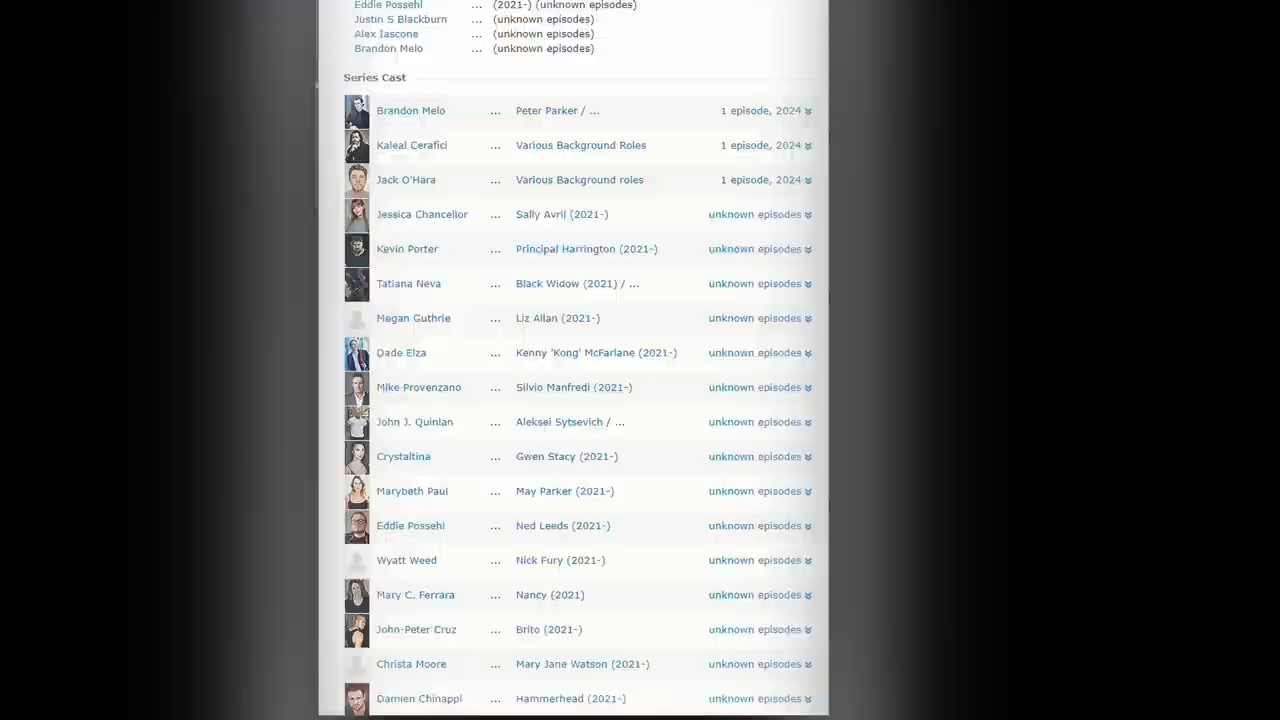 Eddie Possehl ... (2021-) (unknown episodes)
Justin S Blackburn ... (unknown episodes)
Alex Iascone ... (unknown episodes)
Brandon Melo ... (unknown episodes)
Series Cast
Brandon Melo ... Peter Parker / ... 1 episode, 2024
Kaleal Cerafici ... Various Background Roles 1 episode, 2024
Jack O'Hara ... Various Background roles 1 episode, 2024
Jessica Chancellor ... Sally Avril (2021-) unknown episodes
Kevin Porter ... Principal Harrington (2021-) unknown episodes
Tatiana Neva ... Black Widow (2021) / ... unknown episodes
Megan Guthrie ... Liz Allan (2021-) unknown episodes
Dade Elza ... Kenny 'Kong' McFarlane (2021-) unknown episodes
Mike Provenzano ... Silvio Manfredi (2021-) unknown episodes
John J. Quinlan ... Aleksei Sytsevich / ... unknown episodes
Crystaltina ... Gwen Stacy (2021-) unknown episodes
Marybeth Paul ... May Parker (2021-) unknown episodes
Eddie Possehl ... Ned Leeds (2021-) unknown episodes
Wyatt Weed ... Nick Fury (2021-) unknown episodes
Mary C. Ferrara ... Nancy (2021) unknown episodes
John-Peter Cruz ... Brito (2021-) unknown episodes
Christa Moore ... Mary Jane Watson (2021-) unknown episodes
Damien Chinappi ... Hammerhead (2021-) unknown episodes